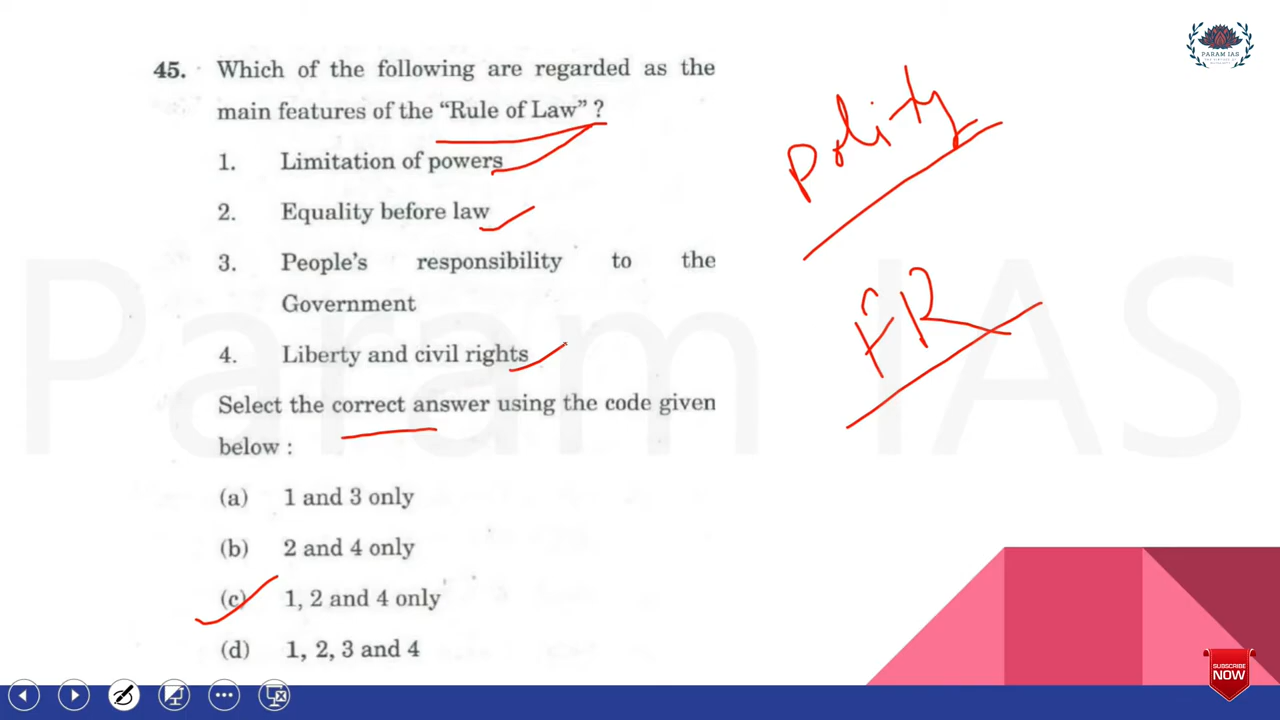 PARAM IAS
45. Which of the following are regarded as the
main features of the “Rule of Law” ?
1. Limitation of powers
2. Equality before law
3. People's responsibility to the
Government
4. Liberty and civil rights
Select the correct answer using the code given
below :
(a) 1 and 3 only
(b) 2 and 4 only
(c) 1, 2 and 4 only
(d) 1, 2, 3 and 4
polity
FR
Param IAS
SUBSCRIBE
NOW